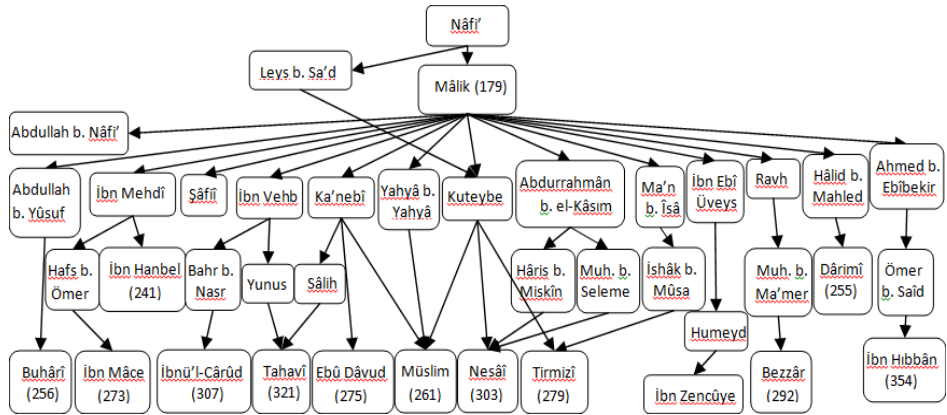 Nâfi’
Leys b. Sa’d
Mâlik (179)
Abdullah b. Nâfi’
Abdullah
b. Yûsuf
İbn Mehdî
Şâfiî
İbn Vehb
Ka’nebî
Yahyâ b.
Yahyâ
Kuteybe
Abdurrahmân
b. el-Kâsım
Ma’n
b. Îsâ
İbn Ebî
Üveys
Ravh
Hâlid b.
Mahled
Ahmed b.
Ebîbekir
Hafs b.
Ömer
İbn Hanbel
(241)
Bahr b.
Nasr
Yunus
Sâlih
Hâris b.
Miskîn
Muh. b.
Seleme
İshâk b.
Mûsa
Muh. b.
Ma’mer
Dârimî
(255)
Ömer
b. Saîd
Humeyd
Buhârî
(256)
İbn Mâce
(273)
İbnü’l-Cârûd
(307)
Tahavî
(321)
Ebû Dâvud
(275)
Müslim
(261)
Nesâî
(303)
Tirmizî
(279)
İbn Zencûye
Bezzâr
(292)
İbn Hıbbân
(354)